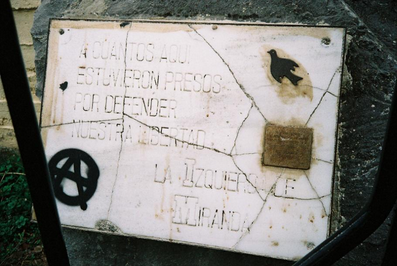 A CUANTOS AQUI
ESTUVIERON PRESOS
POR DEFENDER
NUESTRA LIBERTAD...
LA IZQUIERDA DE
MIRANDA